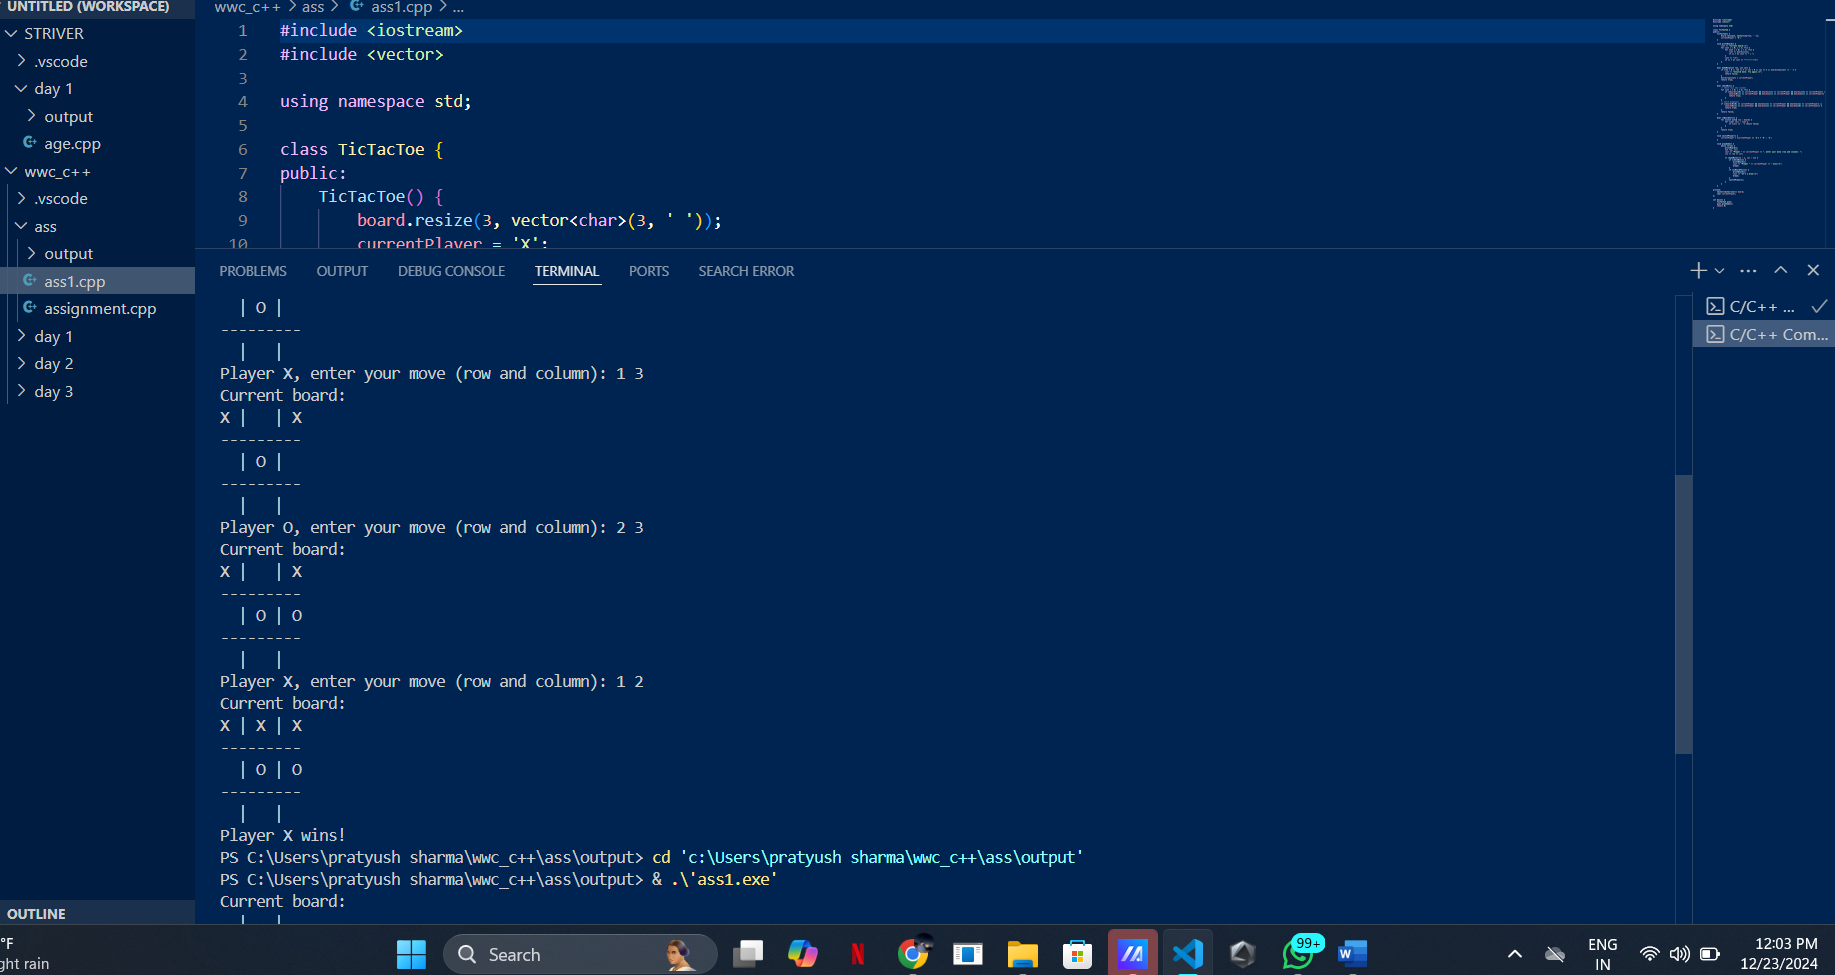 UNTITLED (WORKSPACE)
STRIVER
.vscode
day 1
output
age.cpp
wwc_c++
.vscode
ass
output
ass1.cpp
assignment.cpp
day 1
day 2
day 3
OUTLINE
wwc_c++ > ass > ass1.cpp > ...
1 #include <iostream>
2 #include <vector>
3
4 using namespace std;
5
6 class TicTacToe {
7 public:
8 TicTacToe() {
9 board.resize(3, vector<char>(3, ' '));
10 currentPlayer = 'X';
PROBLEMS OUTPUT DEBUG CONSOLE TERMINAL PORTS SEARCH ERROR
C/C++ ...
C/C++ Com...
  | O |
---------
  |   |
Player X, enter your move (row and column): 1 3
Current board:
X |   | X
---------
  | O |
---------
  |   |
Player O, enter your move (row and column): 2 3
Current board:
X |   | X
---------
  | O | O
---------
  |   |
Player X, enter your move (row and column): 1 2
Current board:
X | X | X
---------
  | O | O
---------
  |   |
Player X wins!
PS C:\Users\pratyush sharma\wwc_c++\ass\output> cd 'c:\Users\pratyush sharma\wwc_c++\ass\output'
PS C:\Users\pratyush sharma\wwc_c++\ass\output> & .\'ass1.exe'
Current board:
  |   |
°F
ght rain
Search
99+
ENG
IN
12:03 PM
12/23/2024